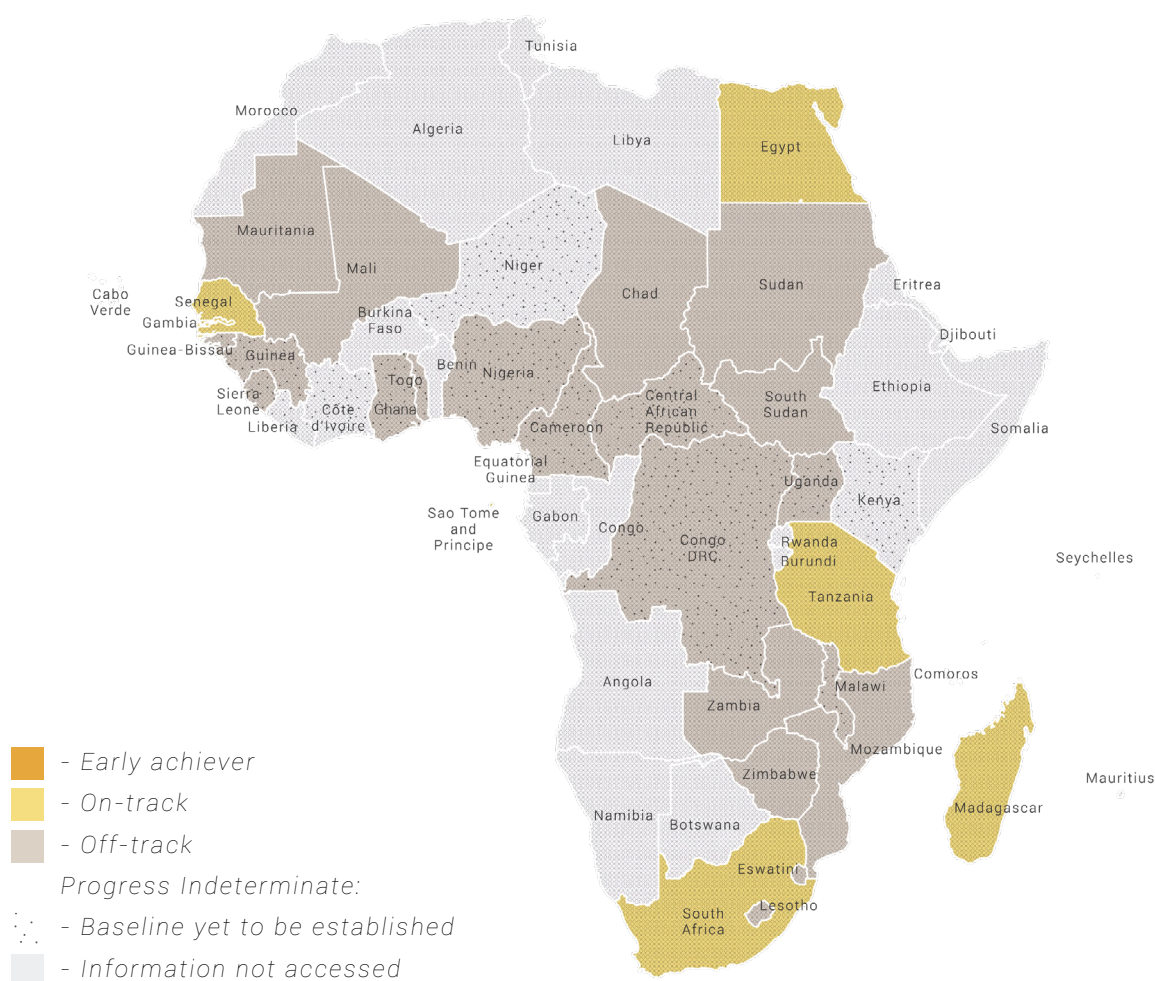 Tunisia
Morocco
Algeria
Libya
Egypt
Mauritania
Mali
Niger
Chad
Sudan
Eritrea
Cabo
Verde
Senegal
Gambia
Guinea-Bissau
Guinea
Burkina
Faso
Djibouti
Benin
Nigeria
Togo
Ghana
Ethiopia
Sierra
Leone
Liberia
Côte
d'Ivoire
Cameroon
Central
African
Republic
South
Sudan
Somalia
Equatorial
Guinea
Uganda
Kenya
Sao Tome
and
Principe
Gabon
Congo
Congo
DRC
Rwanda
Burundi
Seychelles
Tanzania
Angola
Zambia
Malawi
Comoros
Mozambique
Zimbabwe
Mauritius
Namibia
Botswana
Madagascar
Eswatini
Lesotho
South
Africa
- Early achiever
- On-track
- Off-track
Progress Indeterminate:
- Baseline yet to be established
- Information not accessed